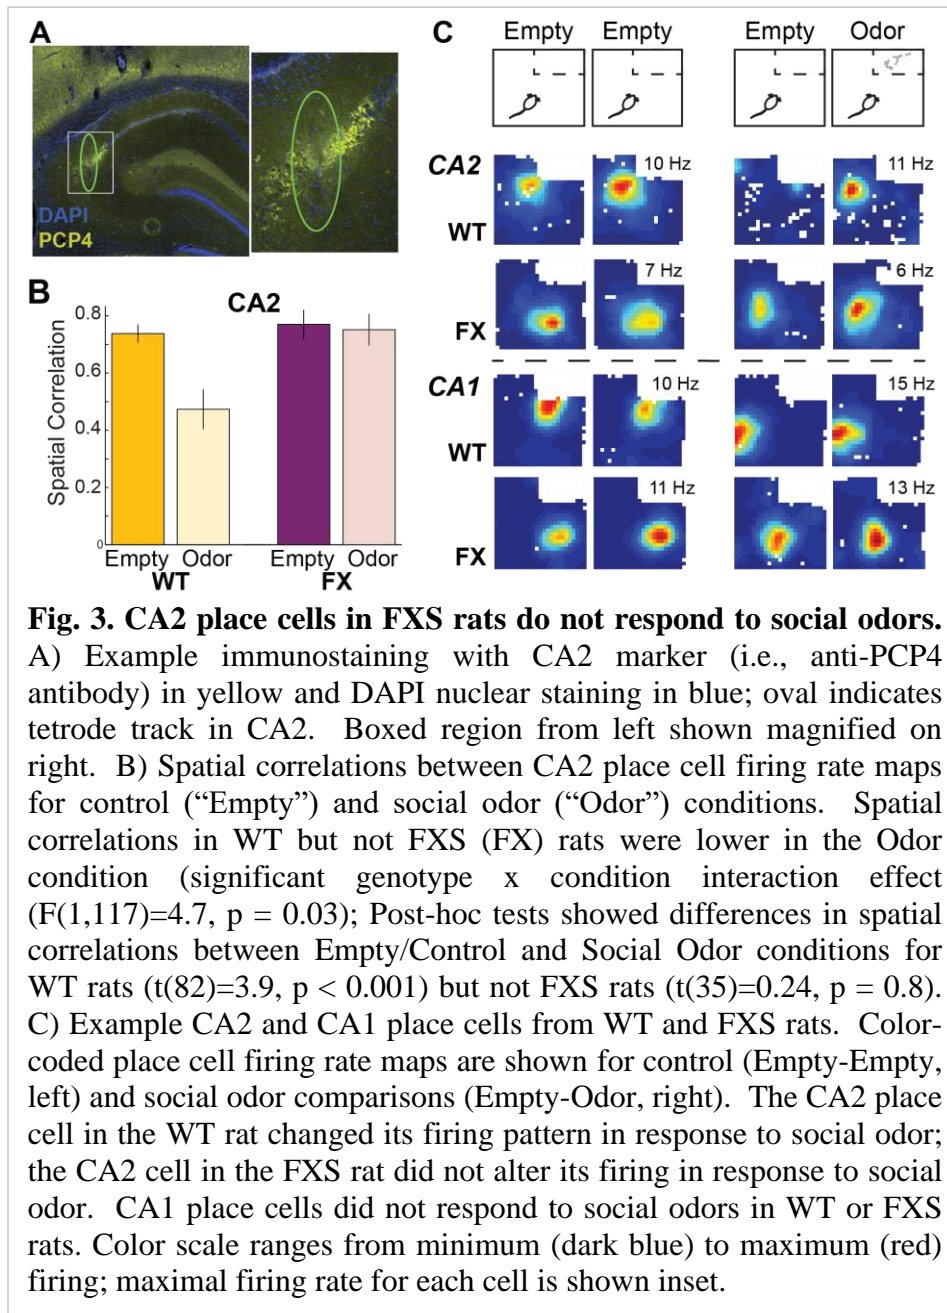 A
DAPI
PCP4
B
CA2
Spatial Correlation
0.8
0.6
0.4
0.2
0
Empty Odor Empty Odor
WT FX
C
Empty Empty Empty Odor
CA2 10 Hz 11 Hz
WT
7 Hz 6 Hz
FX
CA1 10 Hz 15 Hz
WT
11 Hz 13 Hz
FX
Fig. 3. CA2 place cells in FXS rats do not respond to social odors.
A) Example immunostaining with CA2 marker (i.e., anti-PCP4
antibody) in yellow and DAPI nuclear staining in blue; oval indicates
tetrode track in CA2. Boxed region from left shown magnified on
right. B) Spatial correlations between CA2 place cell firing rate maps
for control (“Empty”) and social odor (“Odor”) conditions. Spatial
correlations in WT but not FXS (FX) rats were lower in the Odor
condition (significant genotype x condition interaction effect
(F(1,117)=4.7, p = 0.03); Post-hoc tests showed differences in spatial
correlations between Empty/Control and Social Odor conditions for
WT rats (t(82)=3.9, p < 0.001) but not FXS rats (t(35)=0.24, p = 0.8).
C) Example CA2 and CA1 place cells from WT and FXS rats. Color-
coded place cell firing rate maps are shown for control (Empty-Empty,
left) and social odor comparisons (Empty-Odor, right). The CA2 place
cell in the WT rat changed its firing pattern in response to social odor;
the CA2 cell in the FXS rat did not alter its firing in response to social
odor. CA1 place cells did not respond to social odors in WT or FXS
rats. Color scale ranges from minimum (dark blue) to maximum (red)
firing; maximal firing rate for each cell is shown inset.